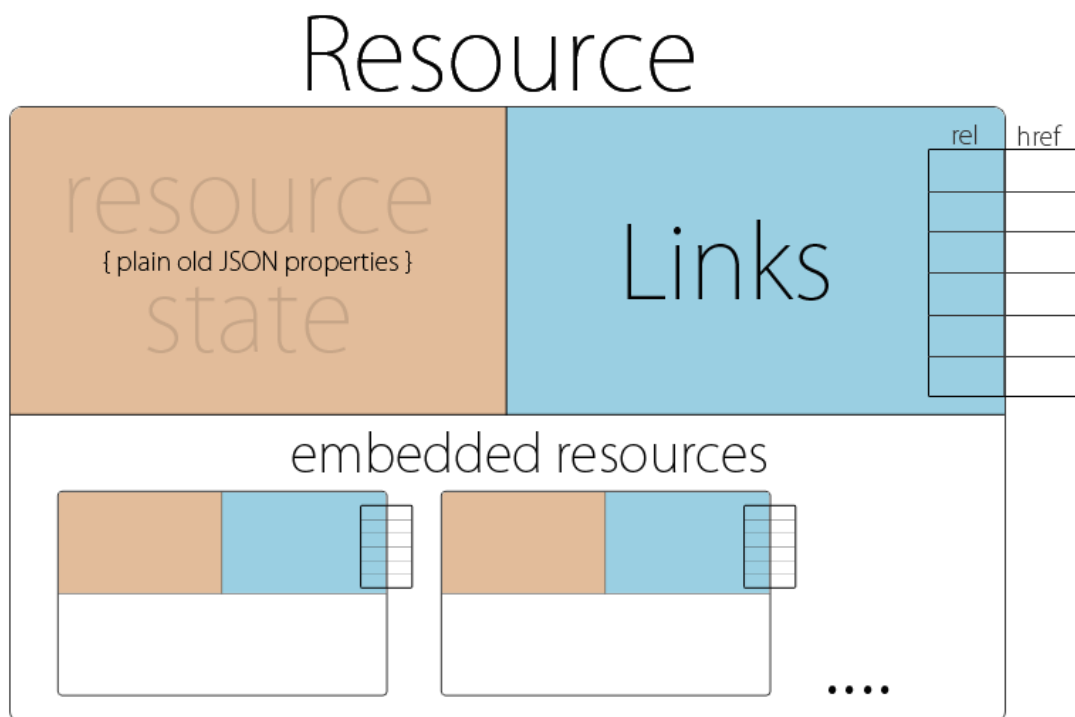 Resource
rel href
resource
{ plain old JSON properties }
state
Links
embedded resources
....